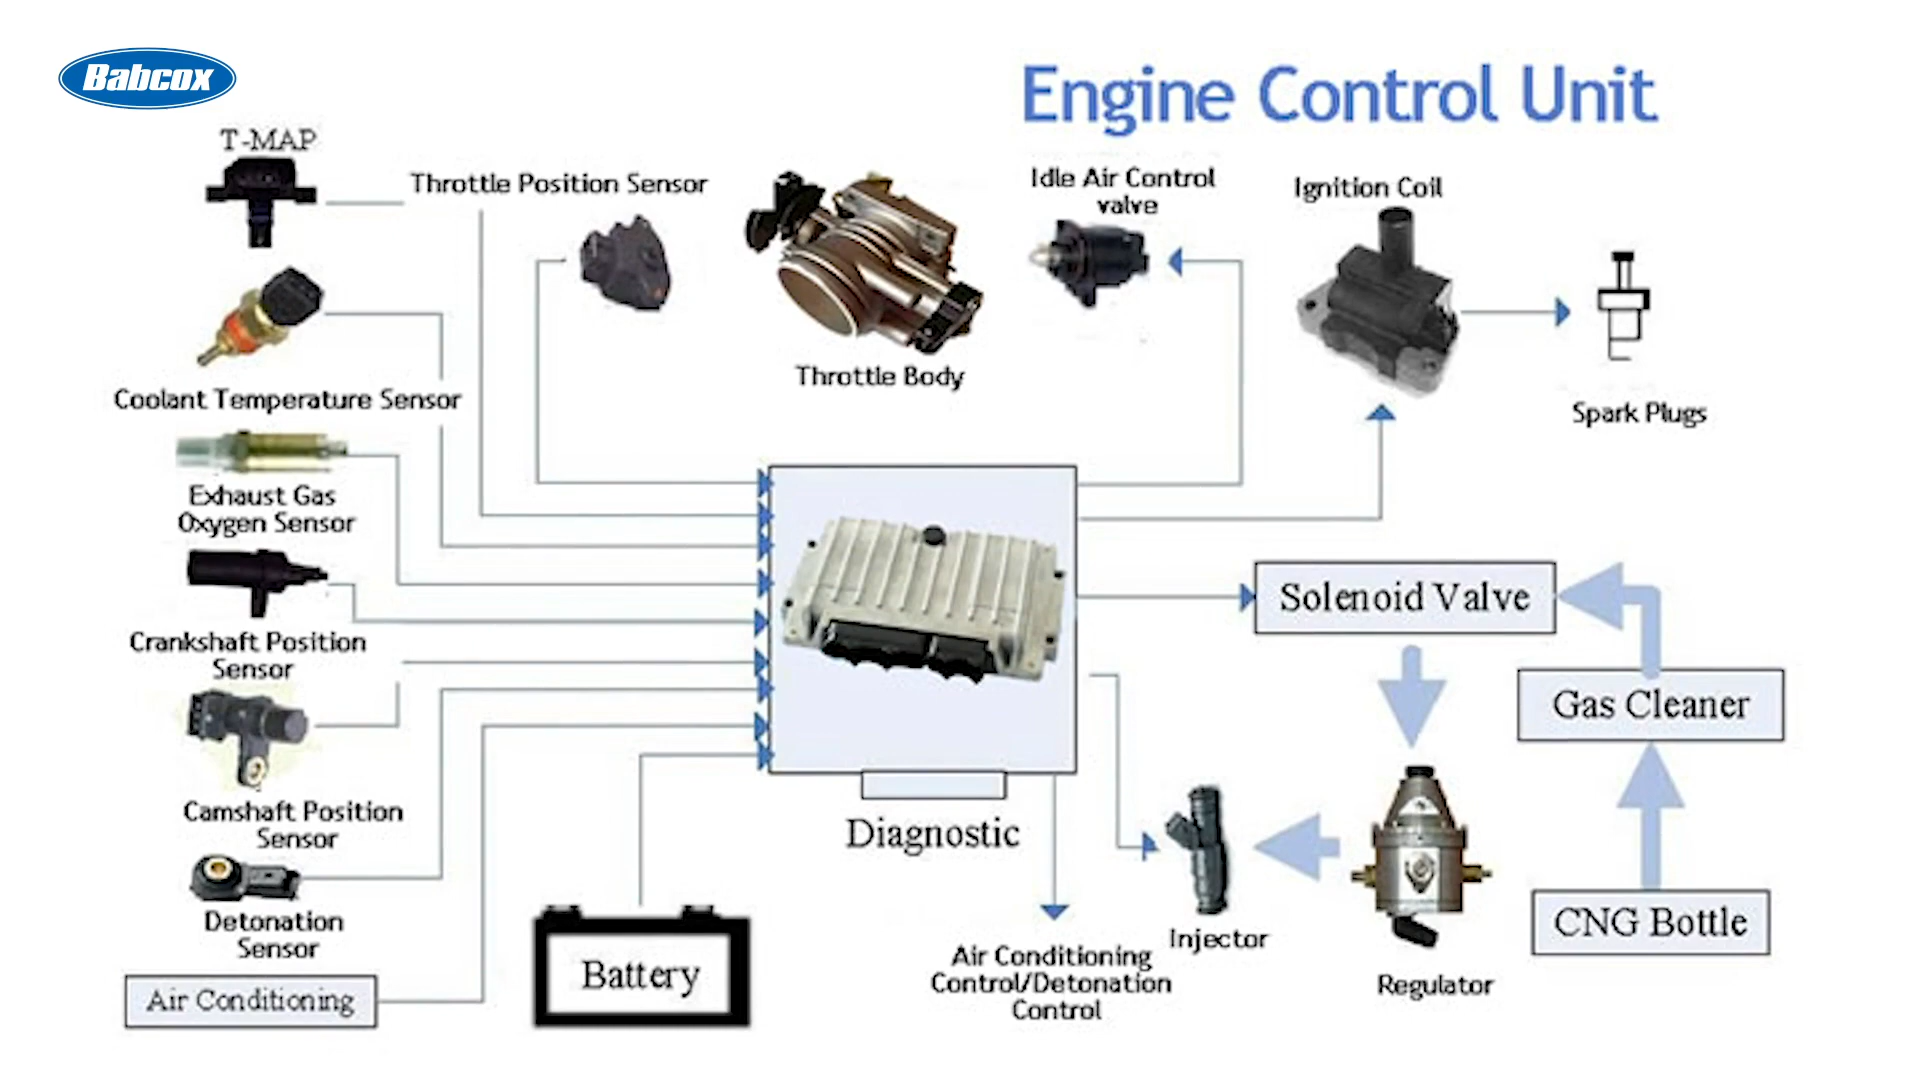 Babcox
Engine Control Unit
T-MAP
Throttle Position Sensor
Idle Air Control
valve
Ignition Coil
Throttle Body
Coolant Temperature Sensor
Spark Plugs
Exhaust Gas
Oxygen Sensor
Crankshaft Position
Sensor
Solenoid Valve
Gas Cleaner
Camshaft Position
Sensor
Diagnostic
Detonation
Sensor
Battery
Air Conditioning
Air Conditioning
Control/Detonation
Control
Injector
Regulator
CNG Bottle